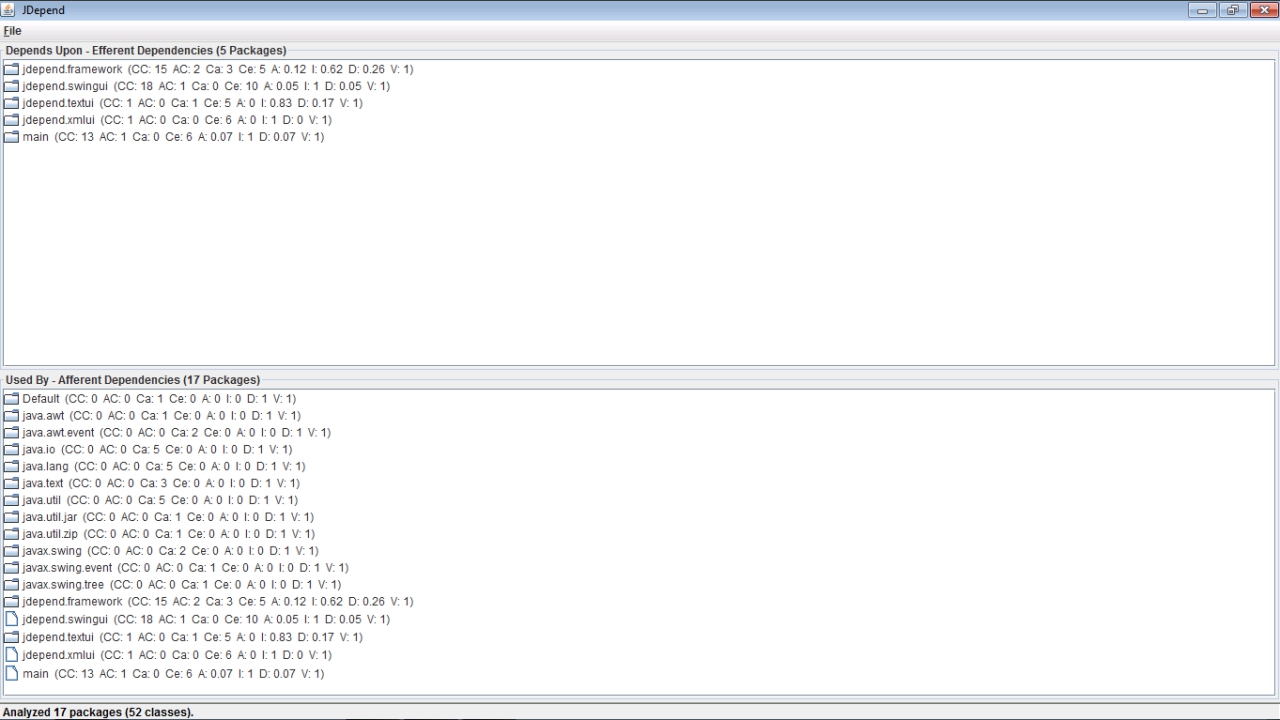 JDepend
File
Depends Upon - Efferent Dependencies (5 Packages)
jdepend.framework (CC: 15 AC: 2 Ca: 3 Ce: 5 A: 0.12 I: 0.62 D: 0.26 V: 1)
jdepend.swingui (CC: 18 AC: 1 Ca: 0 Ce: 10 A: 0.05 I: 1 D: 0.05 V: 1)
jdepend.textui (CC: 1 AC: 0 Ca: 1 Ce: 5 A: 0 I: 0.83 D: 0.17 V: 1)
jdepend.xmlui (CC: 1 AC: 0 Ca: 0 Ce: 6 A: 0 I: 1 D: 0 V: 1)
main (CC: 13 AC: 1 Ca: 0 Ce: 6 A: 0.07 I: 1 D: 0.07 V: 1)
Used By - Afferent Dependencies (17 Packages)
Default (CC: 0 AC: 0 Ca: 1 Ce: 0 A: 0 I: 0 D: 1 V: 1)
java.awt (CC: 0 AC: 0 Ca: 1 Ce: 0 A: 0 I: 0 D: 1 V: 1)
java.awt.event (CC: 0 AC: 0 Ca: 2 Ce: 0 A: 0 I: 0 D: 1 V: 1)
java.io (CC: 0 AC: 0 Ca: 5 Ce: 0 A: 0 I: 0 D: 1 V: 1)
java.lang (CC: 0 AC: 0 Ca: 5 Ce: 0 A: 0 I: 0 D: 1 V: 1)
java.text (CC: 0 AC: 0 Ca: 3 Ce: 0 A: 0 I: 0 D: 1 V: 1)
java.util (CC: 0 AC: 0 Ca: 5 Ce: 0 A: 0 I: 0 D: 1 V: 1)
java.util.jar (CC: 0 AC: 0 Ca: 1 Ce: 0 A: 0 I: 0 D: 1 V: 1)
java.util.zip (CC: 0 AC: 0 Ca: 1 Ce: 0 A: 0 I: 0 D: 1 V: 1)
javax.swing (CC: 0 AC: 0 Ca: 2 Ce: 0 A: 0 I: 0 D: 1 V: 1)
javax.swing.event (CC: 0 AC: 0 Ca: 1 Ce: 0 A: 0 I: 0 D: 1 V: 1)
javax.swing.tree (CC: 0 AC: 0 Ca: 1 Ce: 0 A: 0 I: 0 D: 1 V: 1)
jdepend.framework (CC: 15 AC: 2 Ca: 3 Ce: 5 A: 0.12 I: 0.62 D: 0.26 V: 1)
jdepend.swingui (CC: 18 AC: 1 Ca: 0 Ce: 10 A: 0.05 I: 1 D: 0.05 V: 1)
jdepend.textui (CC: 1 AC: 0 Ca: 1 Ce: 5 A: 0 I: 0.83 D: 0.17 V: 1)
jdepend.xmlui (CC: 1 AC: 0 Ca: 0 Ce: 6 A: 0 I: 1 D: 0 V: 1)
main (CC: 13 AC: 1 Ca: 0 Ce: 6 A: 0.07 I: 1 D: 0.07 V: 1)
Analyzed 17 packages (52 classes).